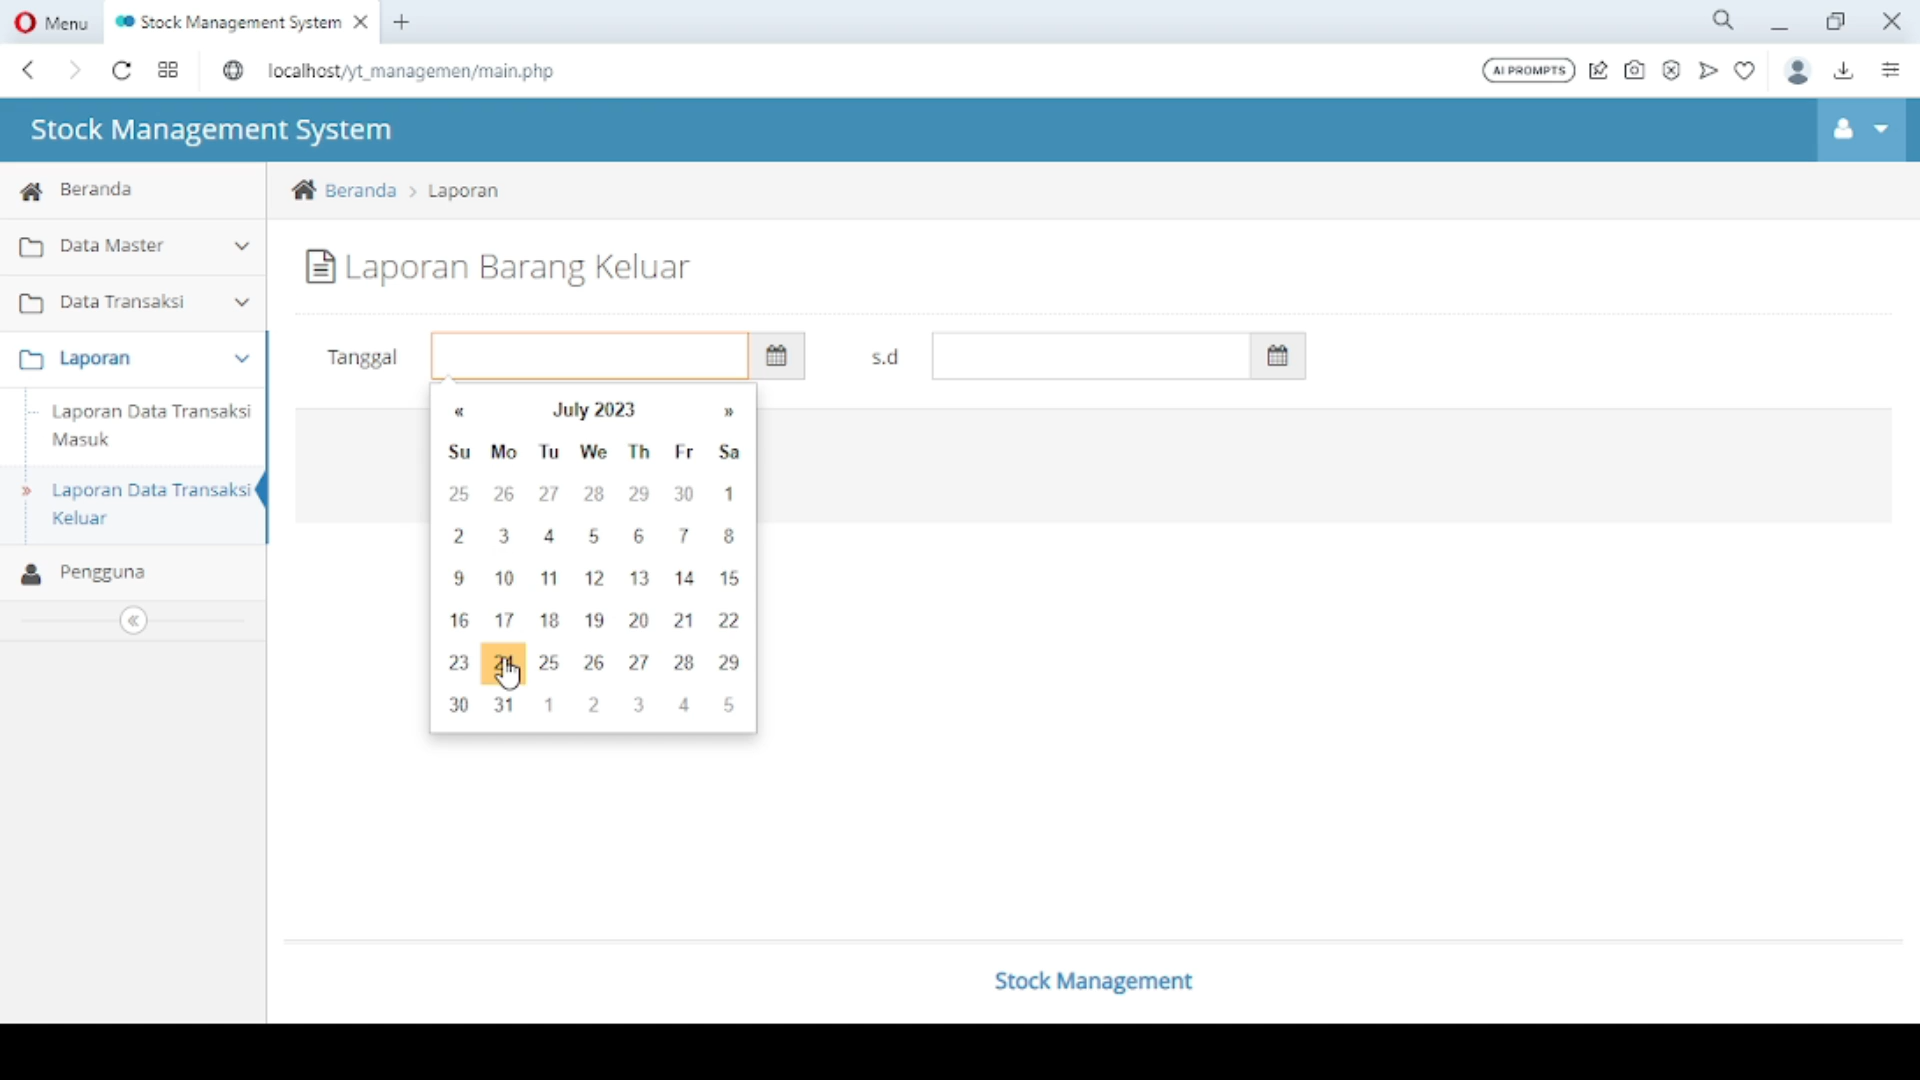 Menu
Stock Management System
localhost/yt_managemen/main.php
AI PROMPTS
Stock Management System
Beranda
Data Master
Data Transaksi
Laporan
Laporan Data Transaksi
Masuk
Laporan Data Transaksi
Keluar
Pengguna
Beranda > Laporan
Laporan Barang Keluar
Tanggal
s.d
« July 2023 »
Su Mo Tu We Th Fr Sa
25 26 27 28 29 30 1
2 3 4 5 6 7 8
9 10 11 12 13 14 15
16 17 18 19 20 21 22
23 24 25 26 27 28 29
30 31 1 2 3 4 5
Stock Management